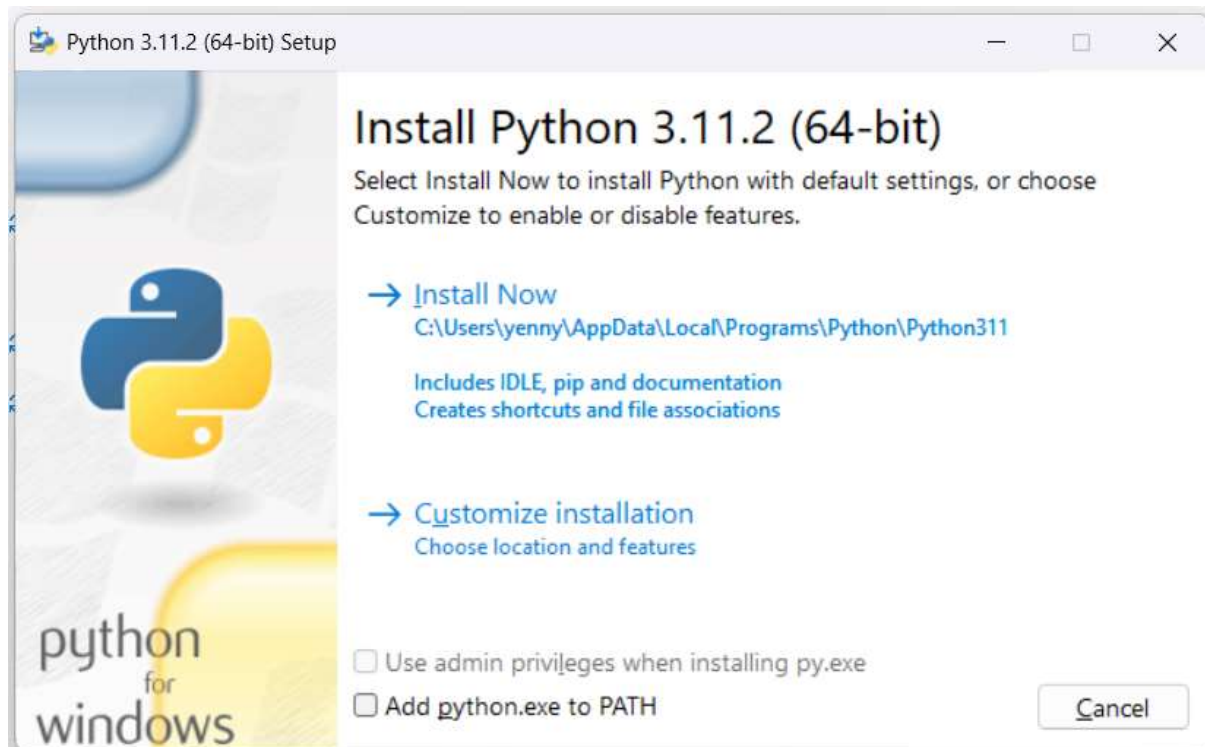 Python 3.11.2 (64-bit) Setup
Install Python 3.11.2 (64-bit)
Select Install Now to install Python with default settings, or choose
Customize to enable or disable features.
Install Now
C:\Users\yenny\AppData\Local\Programs\Python\Python311
Includes IDLE, pip and documentation
Creates shortcuts and file associations
Customize installation
Choose location and features
python
for
windows
Use admin privileges when installing py.exe
Add python.exe to PATH
Cancel